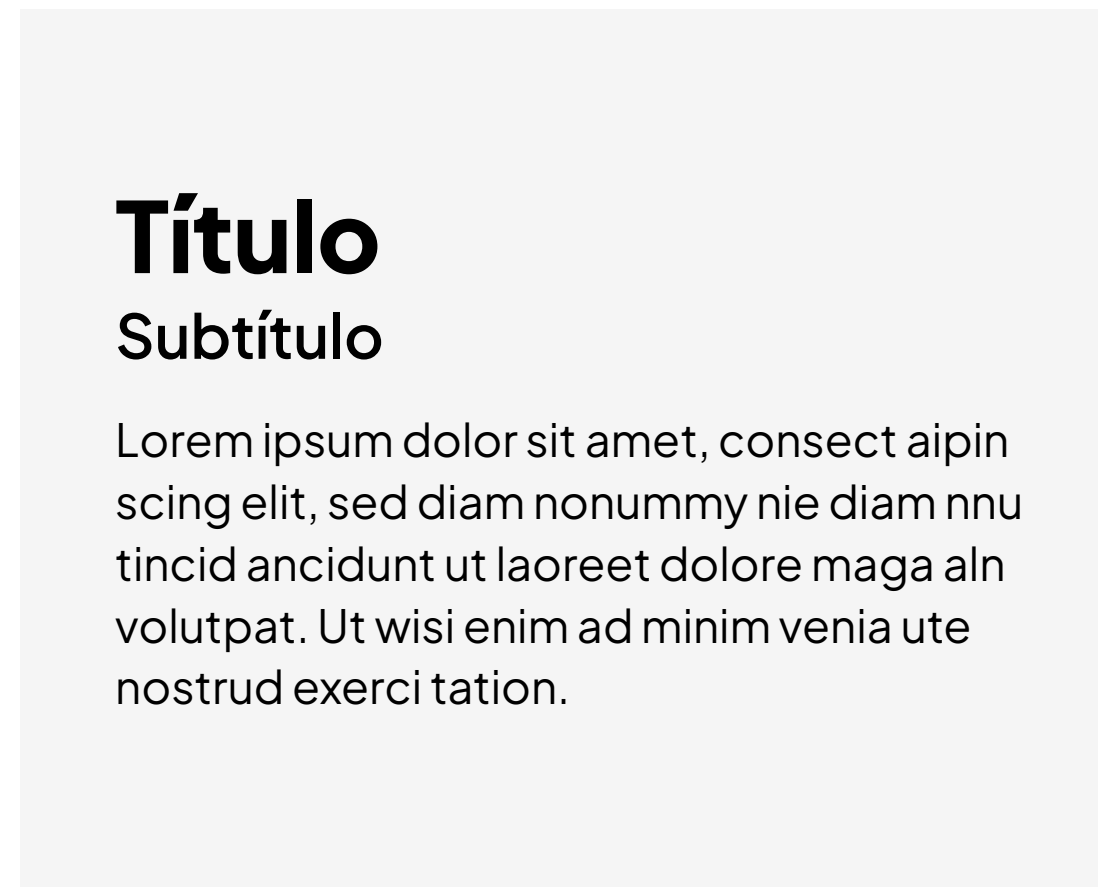 Título
Subtítulo
Lorem ipsum dolor sit amet, consect aipin
scing elit, sed diam nonummy nie diam nnu
tincid ancidunt ut laoreet dolore maga aln
volutpat. Ut wisi enim ad minim venia ute
nostrud exerci tation.